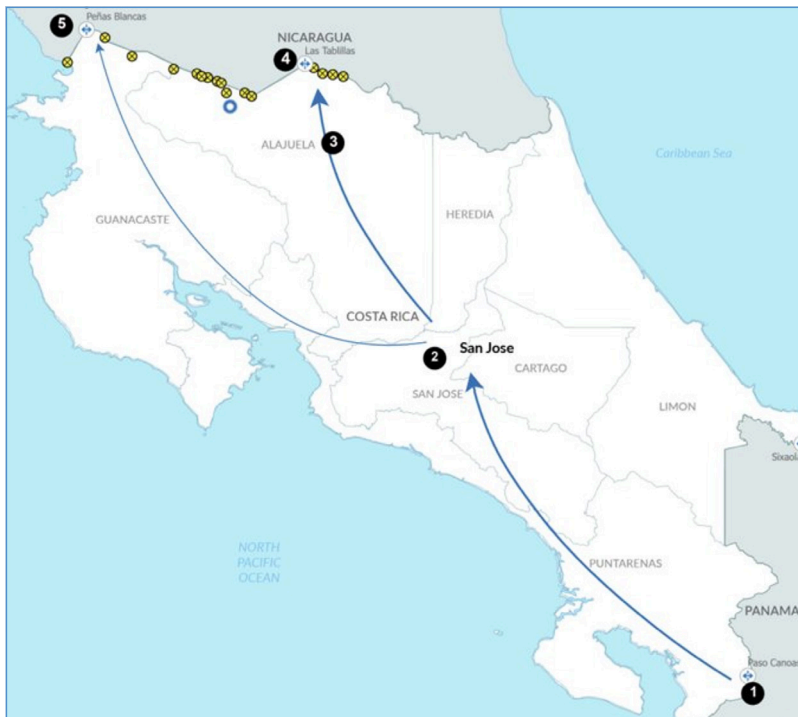 5
Peñas Blancas
NICARAGUA
4
Las Tablillas
3
ALAJUELA
Caribbean Sea
HEREDIA
GUANACASTE
COSTA RICA
2
San Jose
CARTAGO
SAN JOSE
LIMON
Sixaola
NORTH
PACIFIC
OCEAN
PUNTARENAS
PANAMA
Paso Canoas
1